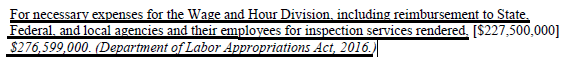 For necessary expenses for the Wage and Hour Division, including reimbursement to State,
Federal, and local agencies and their employees for inspection services rendered, [$227,500,000]
$276,599,000. (Department of Labor Appropriations Act, 2016.)